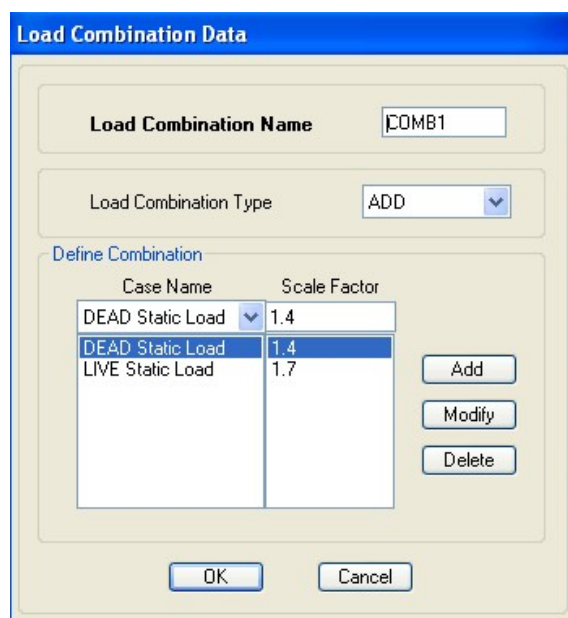 Load Combination Data
Load Combination Name COMB1
Load Combination Type ADD
Define Combination
Case Name Scale Factor
DEAD Static Load 1.4
DEAD Static Load 1.4
LIVE Static Load 1.7
Add
Modify
Delete
OK Cancel